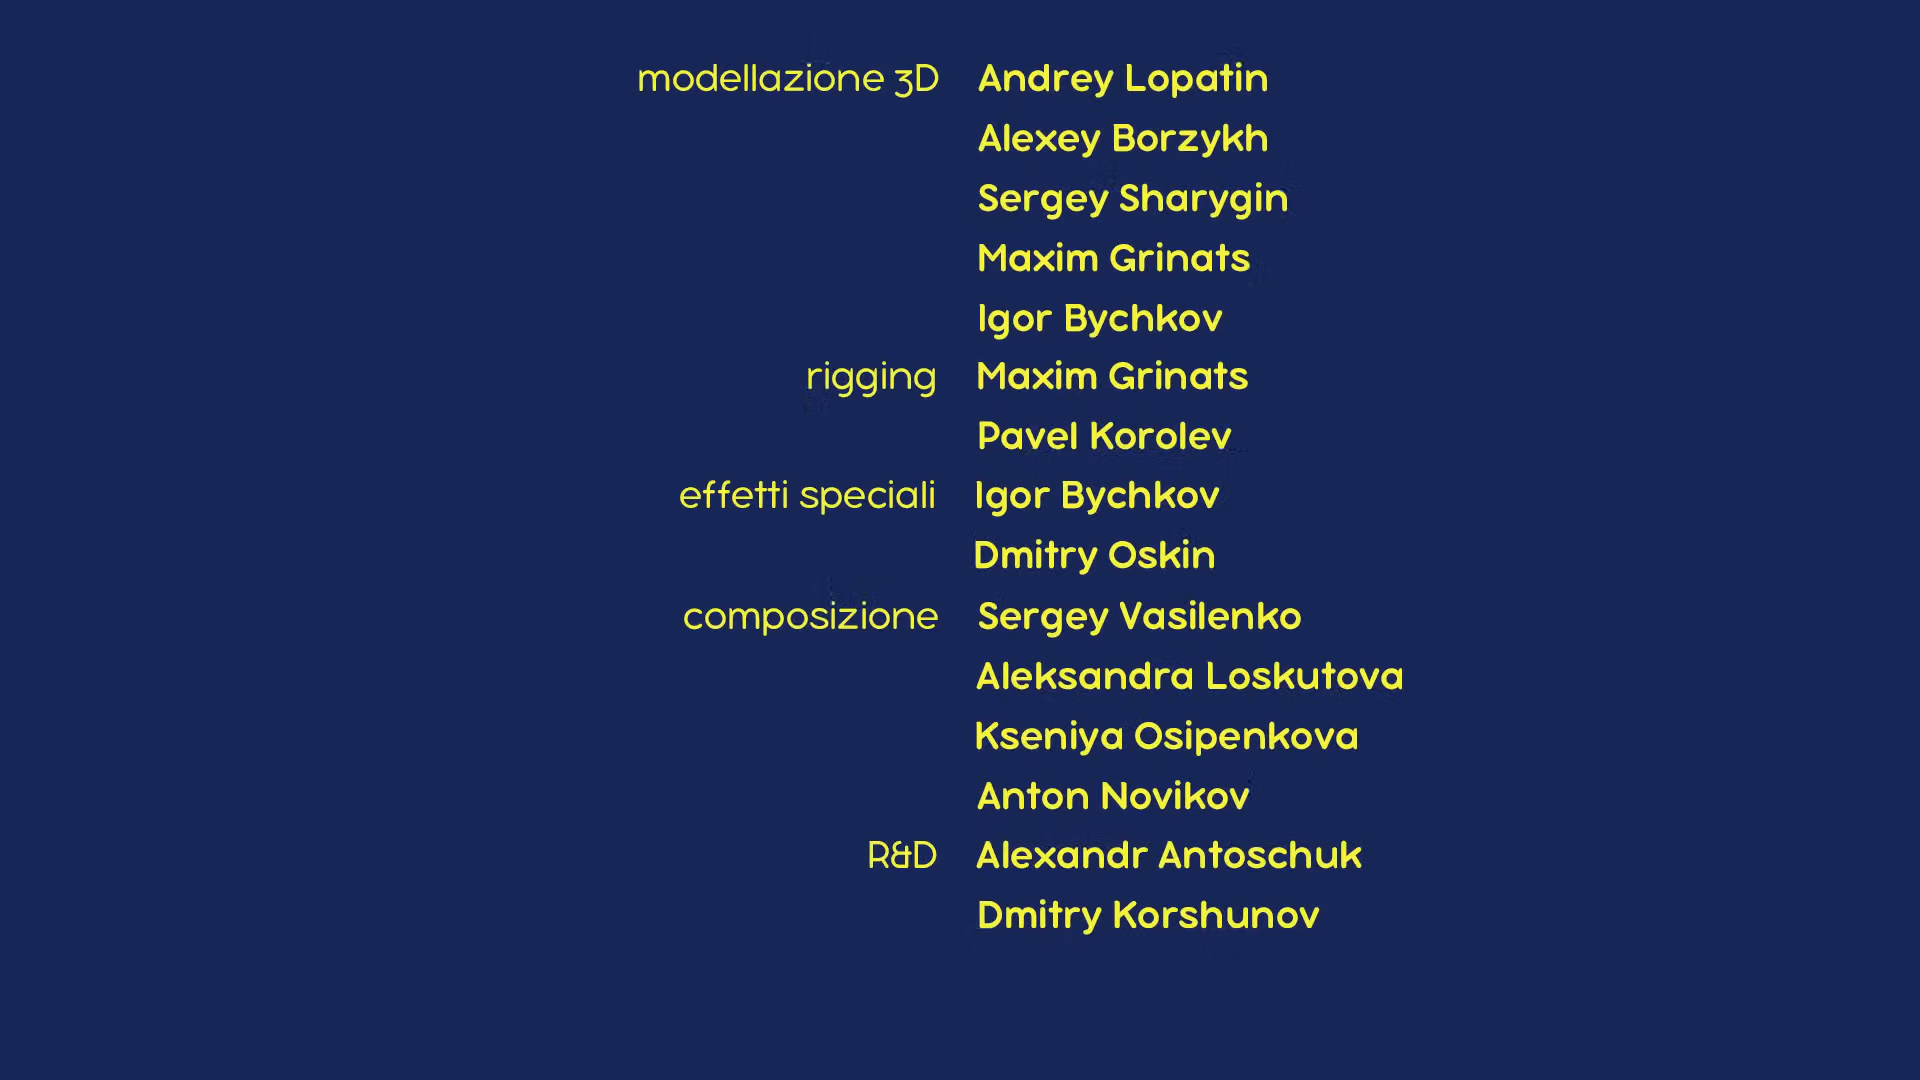 modellazione 3D Andrey Lopatin
Alexey Borzykh
Sergey Sharygin
Maxim Grinats
Igor Bychkov
rigging Maxim Grinats
Pavel Korolev
effetti speciali Igor Bychkov
Dmitry Oskin
composizione Sergey Vasilenko
Aleksandra Loskutova
Kseniya Osipenkova
Anton Novikov
R&D Alexandr Antoschuk
Dmitry Korshunov